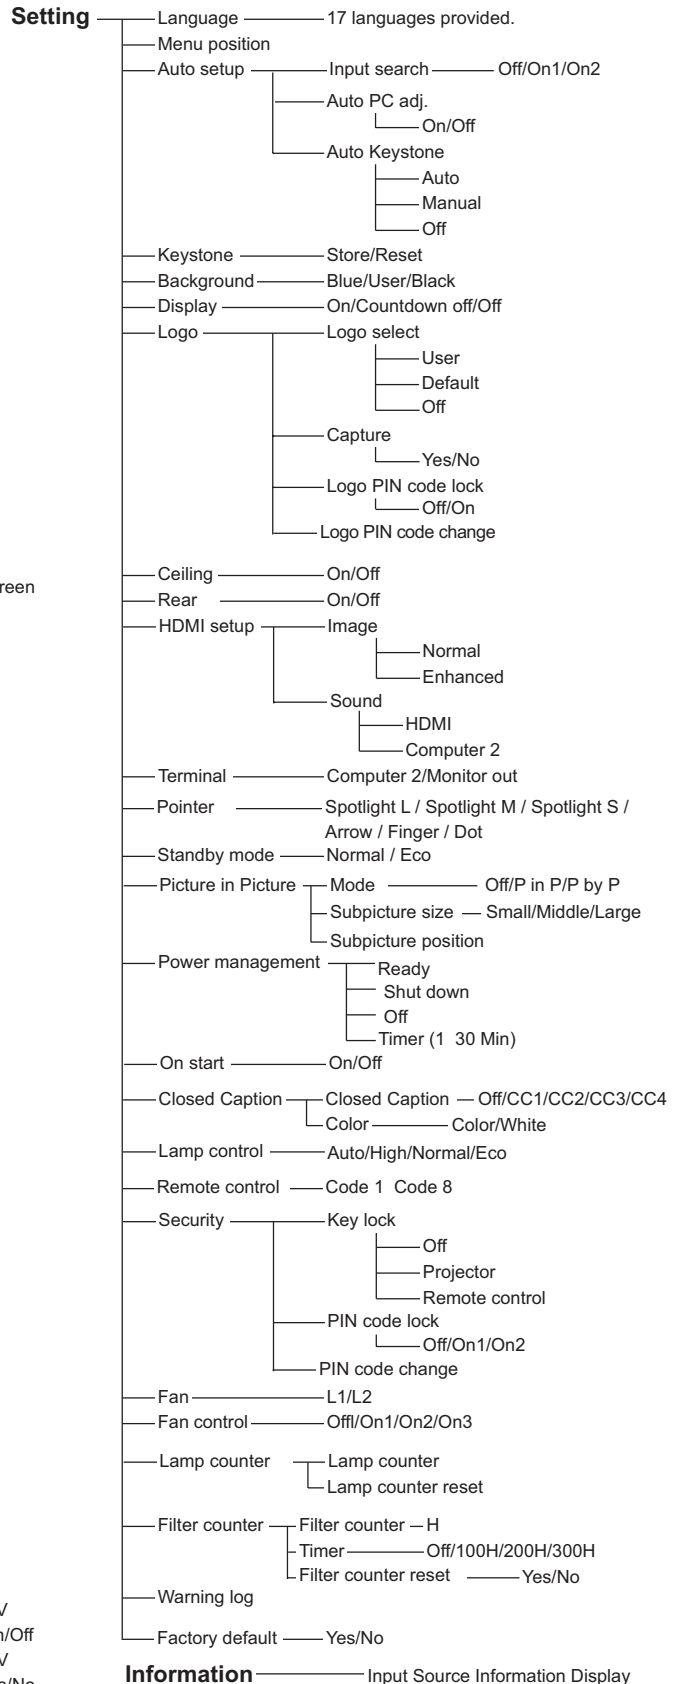 Setting
Language 17 languages provided.
Menu position
Auto setup Input search Off/On1/On2
Auto PC adj.
On/Off
Auto Keystone
Auto
Manual
Off
Keystone Store/Reset
Background Blue/User/Black
Display On/Countdown off/Off
Logo Logo select
User
Default
Off
Capture
Yes/No
Logo PIN code lock
Off/On
Logo PIN code change
Ceiling On/Off
reen
Rear On/Off
HDMI setup Image
Normal
Enhanced
Sound
HDMI
Computer 2
Terminal Computer 2/Monitor out
Pointer Spotlight L / Spotlight M / Spotlight S /
Arrow / Finger / Dot
Standby mode Normal / Eco
Picture in Picture Mode Off/P in P/P by P
Subpicture size Small/Middle/Large
Subpicture position
Power management Ready
Shut down
Off
Timer (1 30 Min)
On start On/Off
Closed Caption Closed Caption Off/CC1/CC2/CC3/CC4
Color Color/White
Lamp control Auto/High/Normal/Eco
Remote control Code 1 Code 8
Security Key lock
Off
Projector
Remote control
PIN code lock
Off/On1/On2
PIN code change
Fan L1/L2
Fan control Offl/On1/On2/On3
Lamp counter Lamp counter
Lamp counter reset
Filter counter Filter counter H
Timer Off/100H/200H/300H
Filter counter reset Yes/No
Warning log
V
n/Off
Factory default Yes/No
V
Information Input Source Information Display
s/No